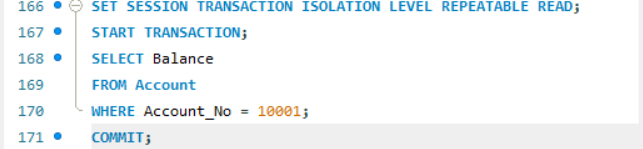 166 SET SESSION TRANSACTION ISOLATION LEVEL REPEATABLE READ;
167 START TRANSACTION;
168 SELECT Balance
169 FROM Account
170 WHERE Account_No = 10001;
171 COMMIT;